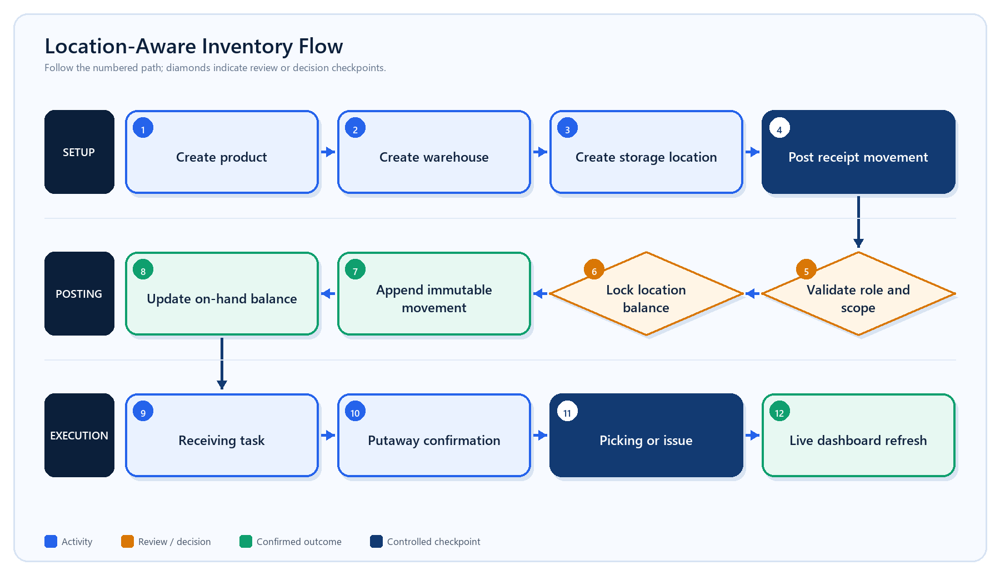 Location-Aware Inventory Flow
Follow the numbered path; diamonds indicate review or decision checkpoints.
SETUP
1
Create product
2
Create warehouse
3
Create storage location
4
Post receipt movement
POSTING
8
Update on-hand balance
7
Append immutable
movement
6
Lock location
balance
5
Validate role and
scope
EXECUTION
9
Receiving task
10
Putaway confirmation
11
Picking or issue
12
Live dashboard refresh
Activity
Review / decision
Confirmed outcome
Controlled checkpoint